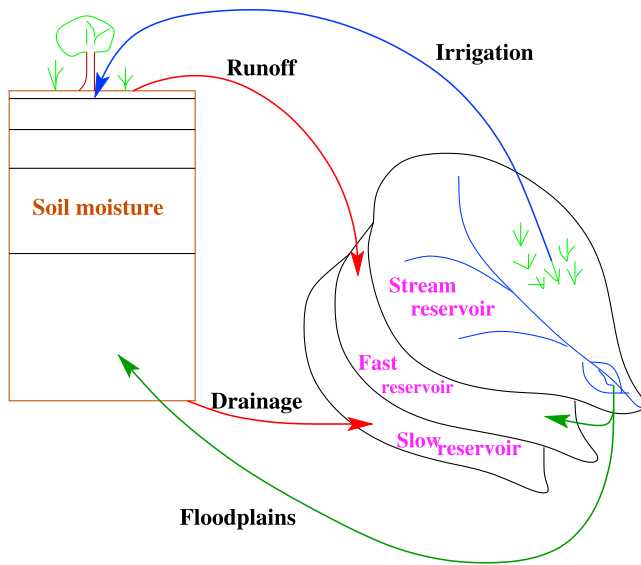 Irrigation
Runoff
Soil moisture
Stream
reservoir
Fast
reservoir
Drainage
Slow reservoir
Floodplains